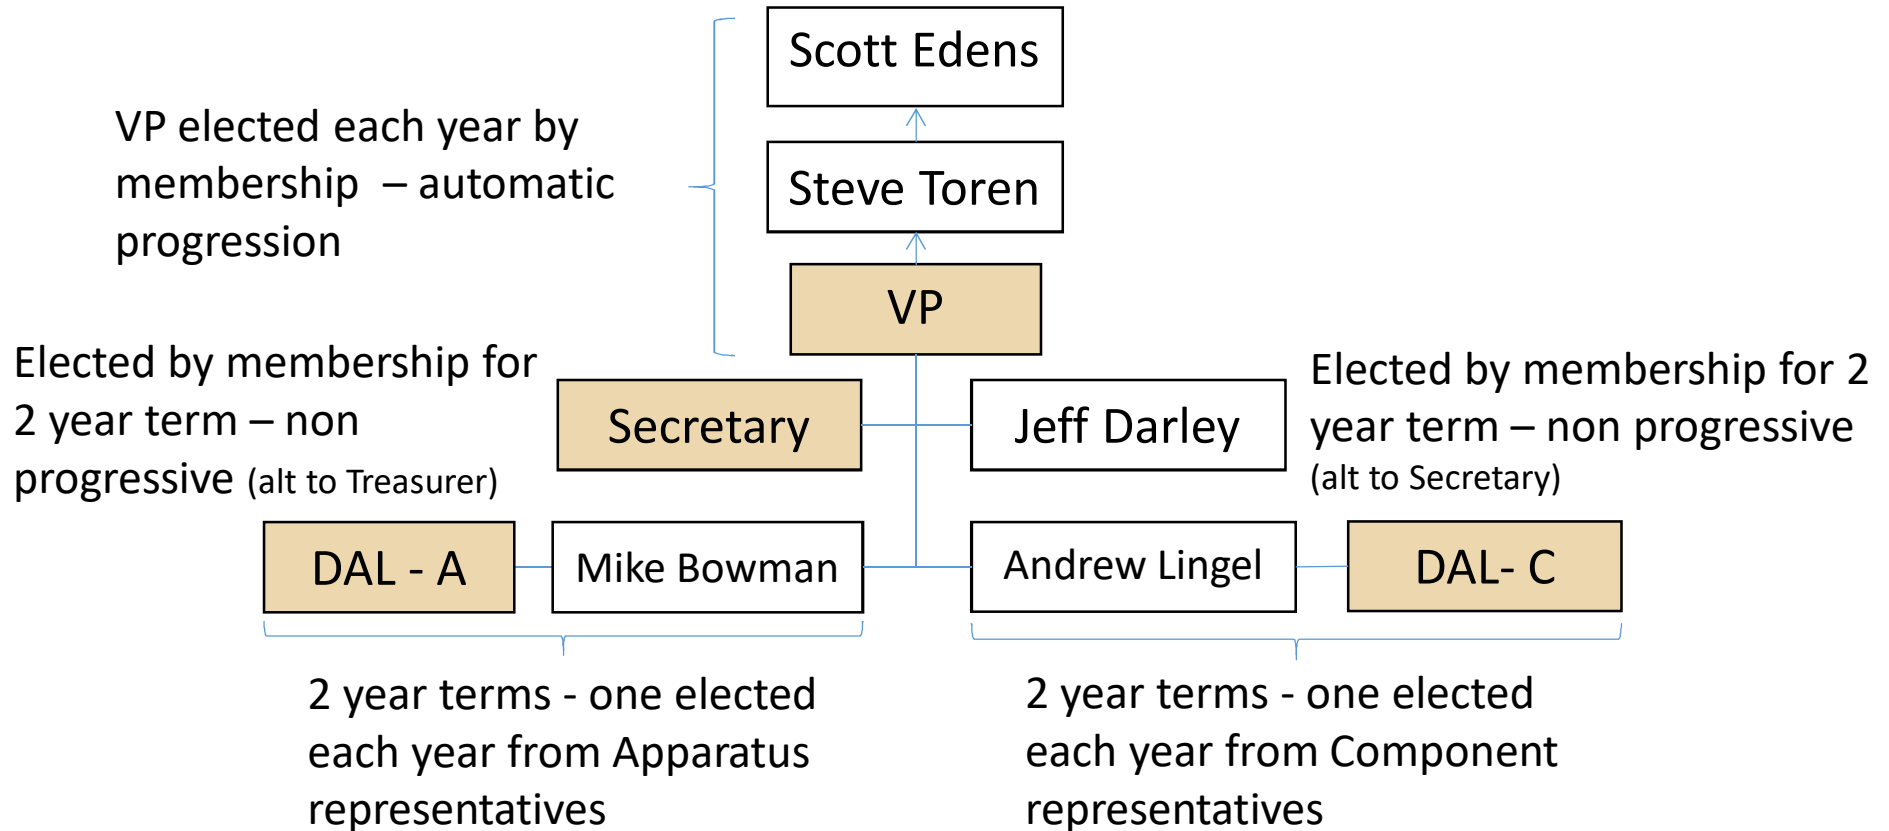 Scott Edens
VP elected each year by
membership – automatic
progression
Steve Toren
VP
Elected by membership for
2 year term – non
progressive (alt to Treasurer)
Secretary
Jeff Darley
Elected by membership for 2
year term – non progressive
(alt to Secretary)
DAL - A
Mike Bowman
Andrew Lingel
DAL- C
2 year terms - one elected
each year from Apparatus
representatives
2 year terms - one elected
each year from Component
representatives